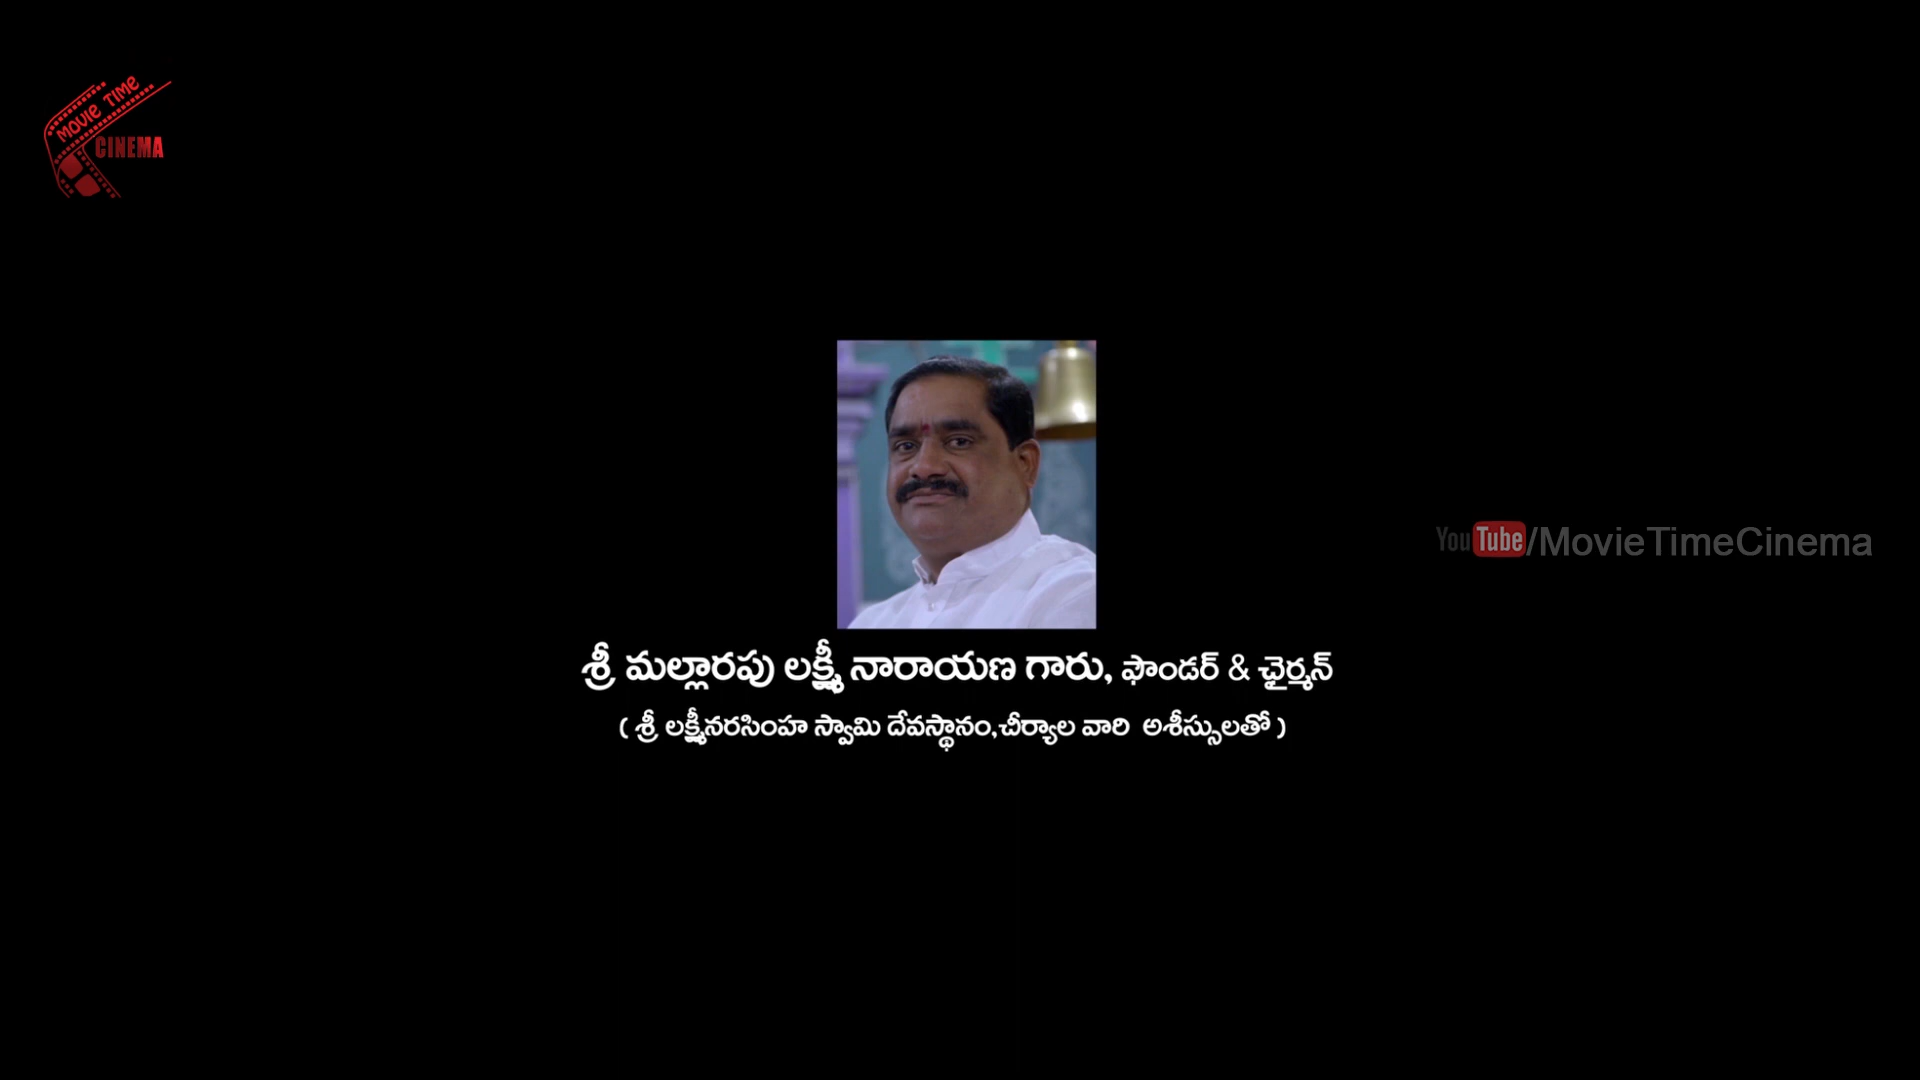 MOVIE TIME
CINEMA
YouTube/MovieTimeCinema
శ్రీ మల్లారపు లక్ష్మీ నారాయణ గారు, ఫౌండర్ & ఛైర్మన్
( శ్రీ లక్ష్మీనరసింహ స్వామి దేవస్థానం,చీర్యాల వారి అశీస్సులతో )